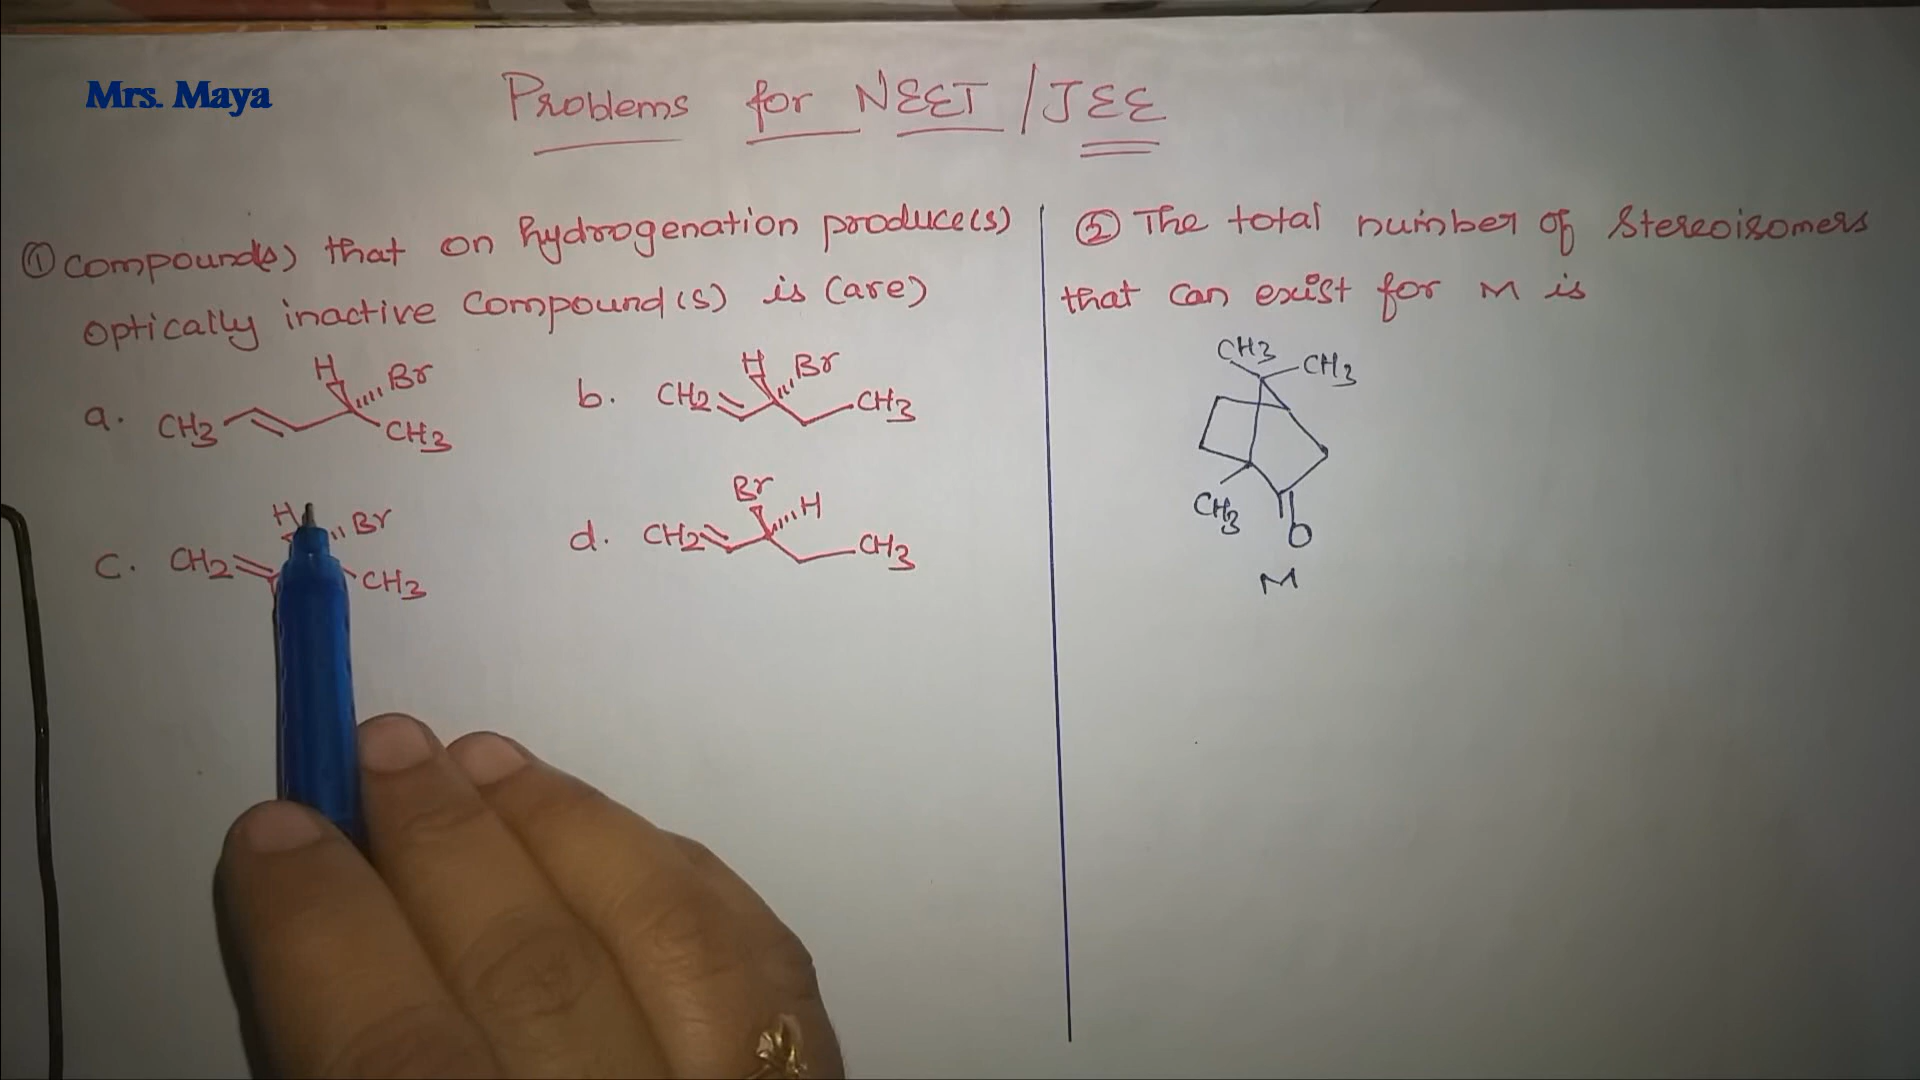 Mrs. Maya
Problems for NEET / JEE
① Compound(s) that on hydrogenation produce(s)
optically inactive compound(s) is (are)
a. CH3 H Br CH3
b. CH2 H Br CH3
c. CH2 H Br CH3
d. CH2 Br H CH3
② The total number of stereoisomers
that can exist for M is
CH3 CH3
CH3
O
M